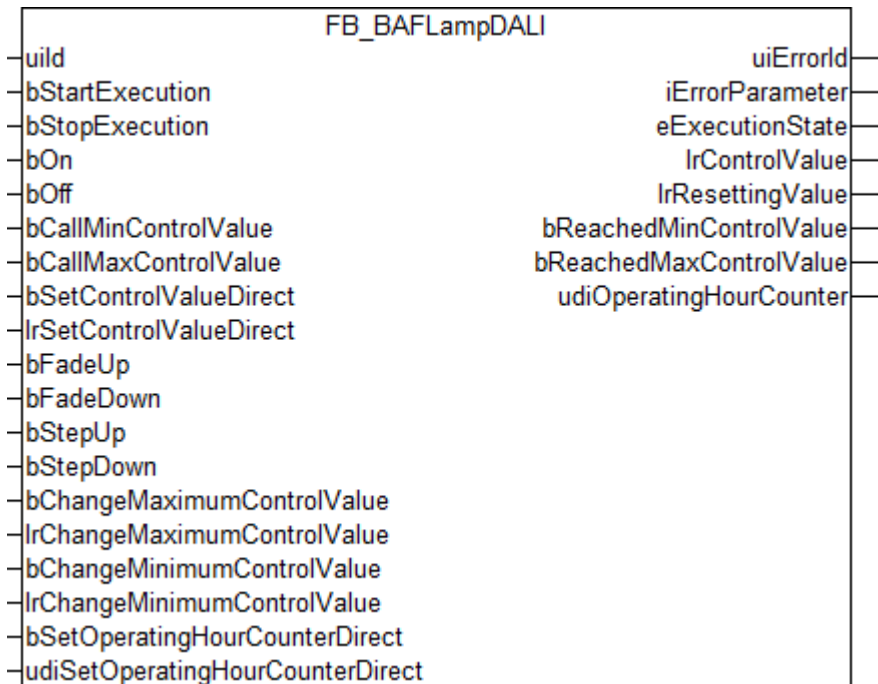 FB_BAFLampDALI
uiId uiErrorId
bStartExecution iErrorParameter
bStopExecution eExecutionState
bOn lrControlValue
bOff lrResettingValue
bCallMinControlValue bReachedMinControlValue
bCallMaxControlValue bReachedMaxControlValue
bSetControlValueDirect udiOperatingHourCounter
lrSetControlValueDirect
bFadeUp
bFadeDown
bStepUp
bStepDown
bChangeMaximumControlValue
lrChangeMaximumControlValue
bChangeMinimumControlValue
lrChangeMinimumControlValue
bSetOperatingHourCounterDirect
udiSetOperatingHourCounterDirect